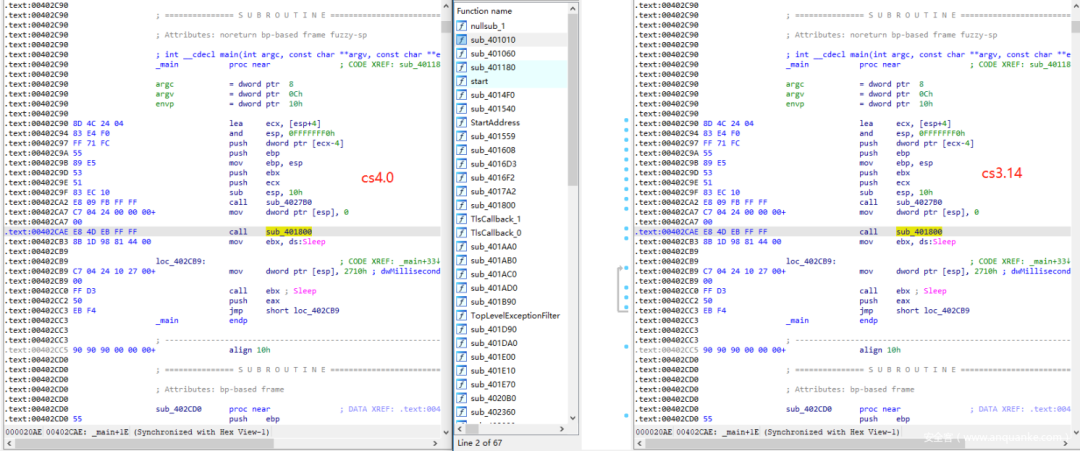 .text:00402C90
.text:00402C90 ; =============== S U B R O U T I N E =======================
.text:00402C90
.text:00402C90 ; Attributes: noreturn bp-based frame fuzzy-sp
.text:00402C90
.text:00402C90 ; int __cdecl main(int argc, const char **argv, const char **e
.text:00402C90 _main proc near ; CODE XREF: sub_40118
.text:00402C90
.text:00402C90 argc = dword ptr 8
.text:00402C90 argv = dword ptr 0Ch
.text:00402C90 envp = dword ptr 10h
.text:00402C90
.text:00402C90 8D 4C 24 04 lea ecx, [esp+4]
.text:00402C94 83 E4 F0 and esp, 0FFFFFFF0h
.text:00402C97 FF 71 FC push dword ptr [ecx-4]
.text:00402C9A 55 push ebp
.text:00402C9B 89 E5 mov ebp, esp
.text:00402C9D 53 push ebx
.text:00402C9E 51 push ecx
.text:00402C9F 83 EC 10 sub esp, 10h
.text:00402CA2 E8 09 FB FF FF call sub_4027B0
.text:00402CA7 C7 04 24 00 00 00+ mov dword ptr [esp], 0
.text:00402CA7 00
.text:00402CAE E8 4D EB FF FF call sub_401800
.text:00402CB3 8B 1D 98 81 44 00 mov ebx, ds:Sleep
.text:00402CB9
.text:00402CB9 loc_402CB9: ; CODE XREF: _main+33↓
.text:00402CB9 C7 04 24 10 27 00+ mov dword ptr [esp], 2710h ; dwMillisecond
.text:00402CB9 00
.text:00402CC0 FF D3 call ebx ; Sleep
.text:00402CC2 50 push eax
.text:00402CC3 EB F4 jmp short loc_402CB9
.text:00402CC3 _main endp
.text:00402CC3
.text:00402CC3 ; ---------------------------------------------------------------
.text:00402CC5 90 90 90 00 00 00+ align 10h
.text:00402CD0
.text:00402CD0 ; =============== S U B R O U T I N E =======================
.text:00402CD0
.text:00402CD0 ; Attributes: bp-based frame
.text:00402CD0
.text:00402CD0 sub_402CD0 proc near ; DATA XREF: .text:004
.text:00402CD0 55 push ebp
000020AE 00402CAE: _main+1E (Synchronized with Hex View-1)
cs4.0
Function name
nullsub_1
sub_401010
sub_401060
sub_401180
start
sub_4014F0
sub_401540
StartAddress
sub_401559
sub_401608
sub_4016D3
sub_4016F2
sub_4017A2
sub_401800
TlsCallback_1
TlsCallback_0
sub_401AA0
sub_401AB0
sub_401AC0
sub_401AD0
sub_401B90
TopLevelExceptionFilter
sub_401D90
sub_401DA0
sub_401E00
sub_401E10
sub_401E70
sub_4020B0
sub_402360
Line 2 of 67
.text:00402C90
.text:00402C90 ; =============== S U B R O U T I N E =======================
.text:00402C90
.text:00402C90 ; Attributes: noreturn bp-based frame fuzzy-sp
.text:00402C90
.text:00402C90 ; int __cdecl main(int argc, const char **argv, const char **e
.text:00402C90 _main proc near ; CODE XREF: sub_40118
.text:00402C90
.text:00402C90 argc = dword ptr 8
.text:00402C90 argv = dword ptr 0Ch
.text:00402C90 envp = dword ptr 10h
.text:00402C90
.text:00402C90 8D 4C 24 04 lea ecx, [esp+4]
.text:00402C94 83 E4 F0 and esp, 0FFFFFFF0h
.text:00402C97 FF 71 FC push dword ptr [ecx-4]
.text:00402C9A 55 push ebp
.text:00402C9B 89 E5 mov ebp, esp
.text:00402C9D 53 push ebx
.text:00402C9E 51 push ecx
.text:00402C9F 83 EC 10 sub esp, 10h
.text:00402CA2 E8 09 FB FF FF call sub_4027B0
.text:00402CA7 C7 04 24 00 00 00+ mov dword ptr [esp], 0
.text:00402CA7 00
.text:00402CAE E8 4D EB FF FF call sub_401800
.text:00402CB3 8B 1D 98 81 44 00 mov ebx, ds:Sleep
.text:00402CB9
.text:00402CB9 loc_402CB9: ; CODE XREF: _main+33↓
.text:00402CB9 C7 04 24 10 27 00+ mov dword ptr [esp], 2710h ; dwMillisecond
.text:00402CB9 00
.text:00402CC0 FF D3 call ebx ; Sleep
.text:00402CC2 50 push eax
.text:00402CC3 EB F4 jmp short loc_402CB9
.text:00402CC3 _main endp
.text:00402CC3
.text:00402CC3 ; ---------------------------------------------------------------
.text:00402CC5 90 90 90 00 00 00+ align 10h
.text:00402CD0
.text:00402CD0 ; =============== S U B R O U T I N E =======================
.text:00402CD0
.text:00402CD0 ; Attributes: bp-based frame
.text:00402CD0
.text:00402CD0 sub_402CD0 proc near ; DATA XREF: .text:004
.text:00402CD0 55 push ebp
000020AE 00402CAE: _main+1E (Synchronized with Hex View-1)
cs3.14
安全客 ( www.anquanke.com )